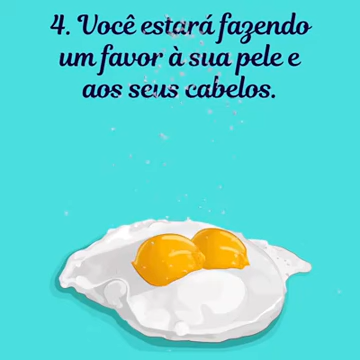 4. Você estará fazendo
um favor à sua pele e
aos seus cabelos.